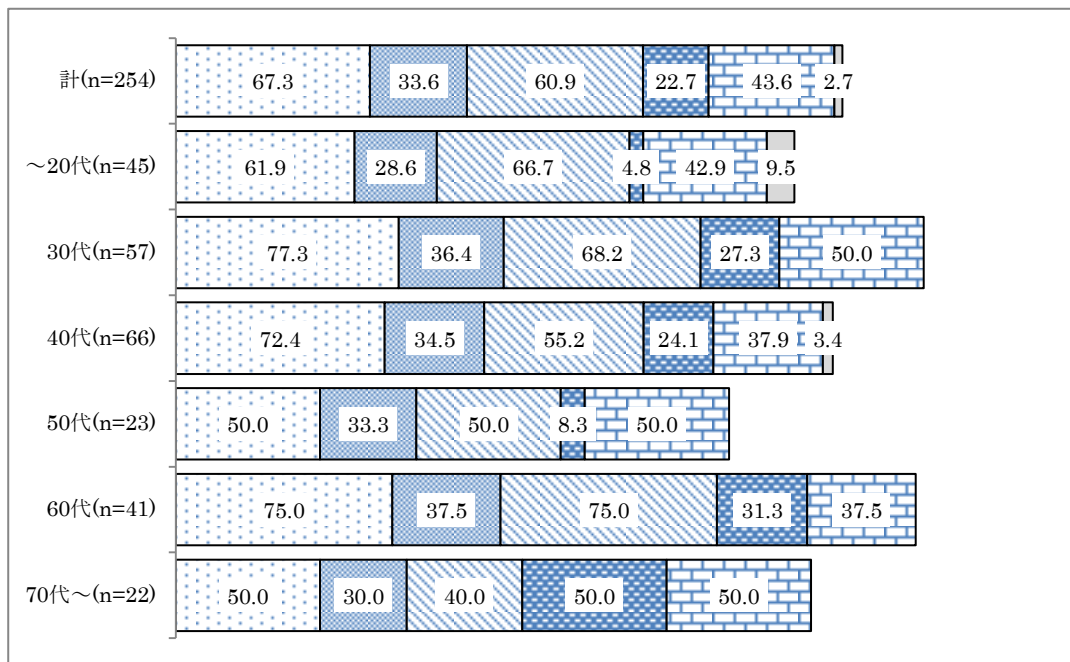 計(n=254) 67.3 33.6 60.9 22.7 43.6 2.7
～20代(n=45) 61.9 28.6 66.7 4.8 42.9 9.5
30代(n=57) 77.3 36.4 68.2 27.3 50.0
40代(n=66) 72.4 34.5 55.2 24.1 37.9 3.4
50代(n=23) 50.0 33.3 50.0 8.3 50.0
60代(n=41) 75.0 37.5 75.0 31.3 37.5
70代～(n=22) 50.0 30.0 40.0 50.0 50.0